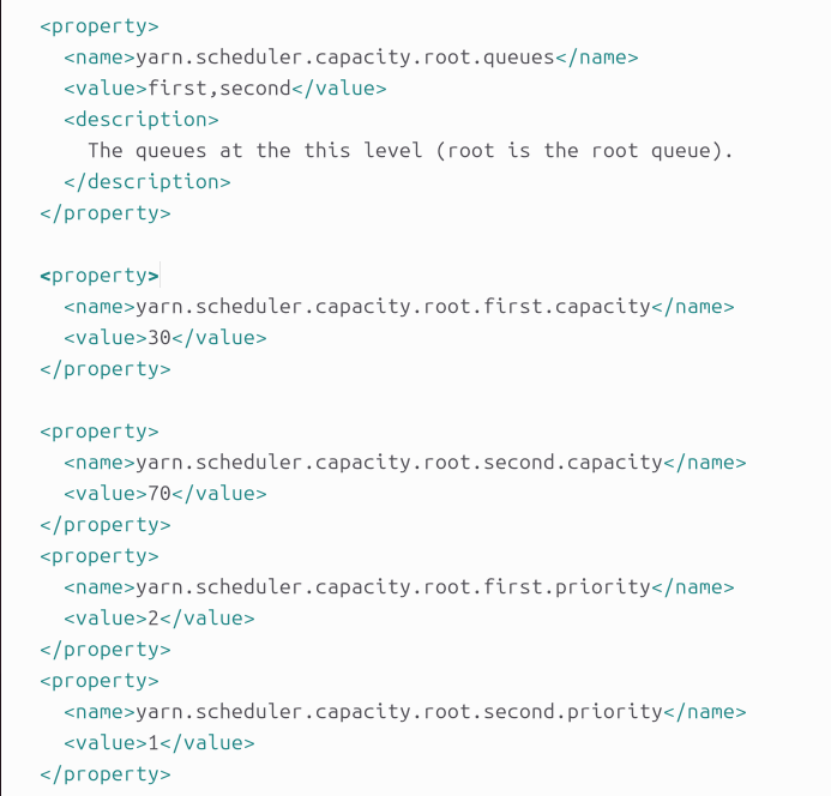 <property>
<name>yarn.scheduler.capacity.root.queues</name>
<value>first,second</value>
<description>
The queues at the this level (root is the root queue).
</description>
</property>
<property>
<name>yarn.scheduler.capacity.root.first.capacity</name>
<value>30</value>
</property>
<property>
<name>yarn.scheduler.capacity.root.second.capacity</name>
<value>70</value>
</property>
<property>
<name>yarn.scheduler.capacity.root.first.priority</name>
<value>2</value>
</property>
<property>
<name>yarn.scheduler.capacity.root.second.priority</name>
<value>1</value>
</property>